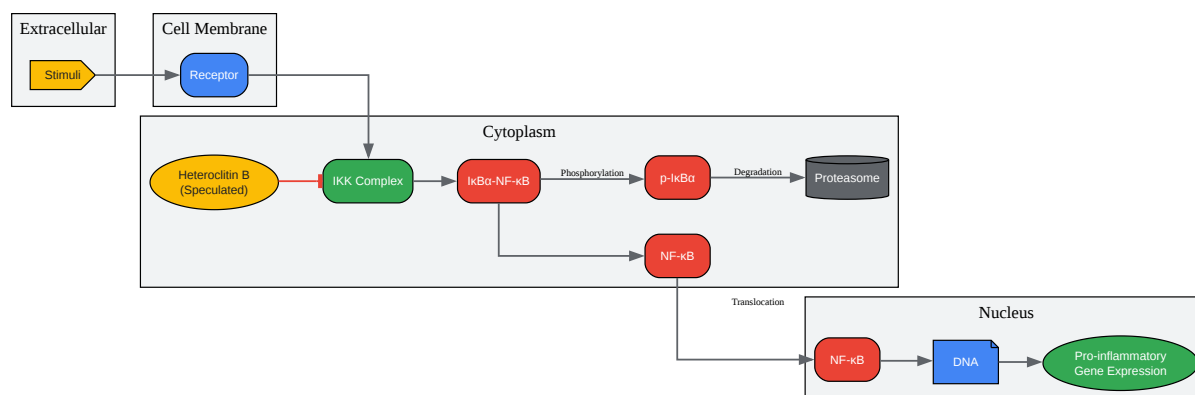 Extracellular
Cell Membrane
Stimuli
Receptor
Cytoplasm
Heteroclitin B
(Speculated)
IKK Complex
IκBα-NF-κB
Phosphorylation
p-IκBα
Degradation
Proteasome
NF-κB
Translocation
Nucleus
NF-κB
DNA
Pro-inflammatory
Gene Expression